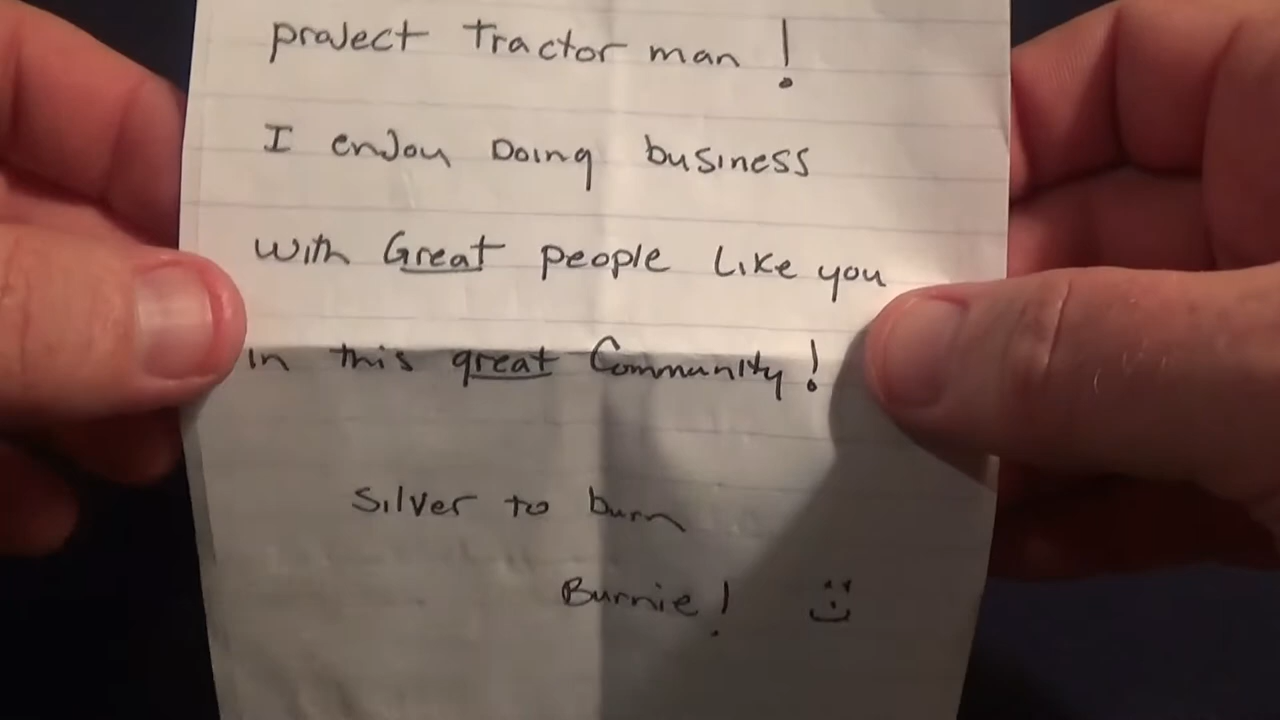 project Tractor man !
I enjoy Doing business
with Great people Like you
in this great Community !
Silver to burn
Burnie !